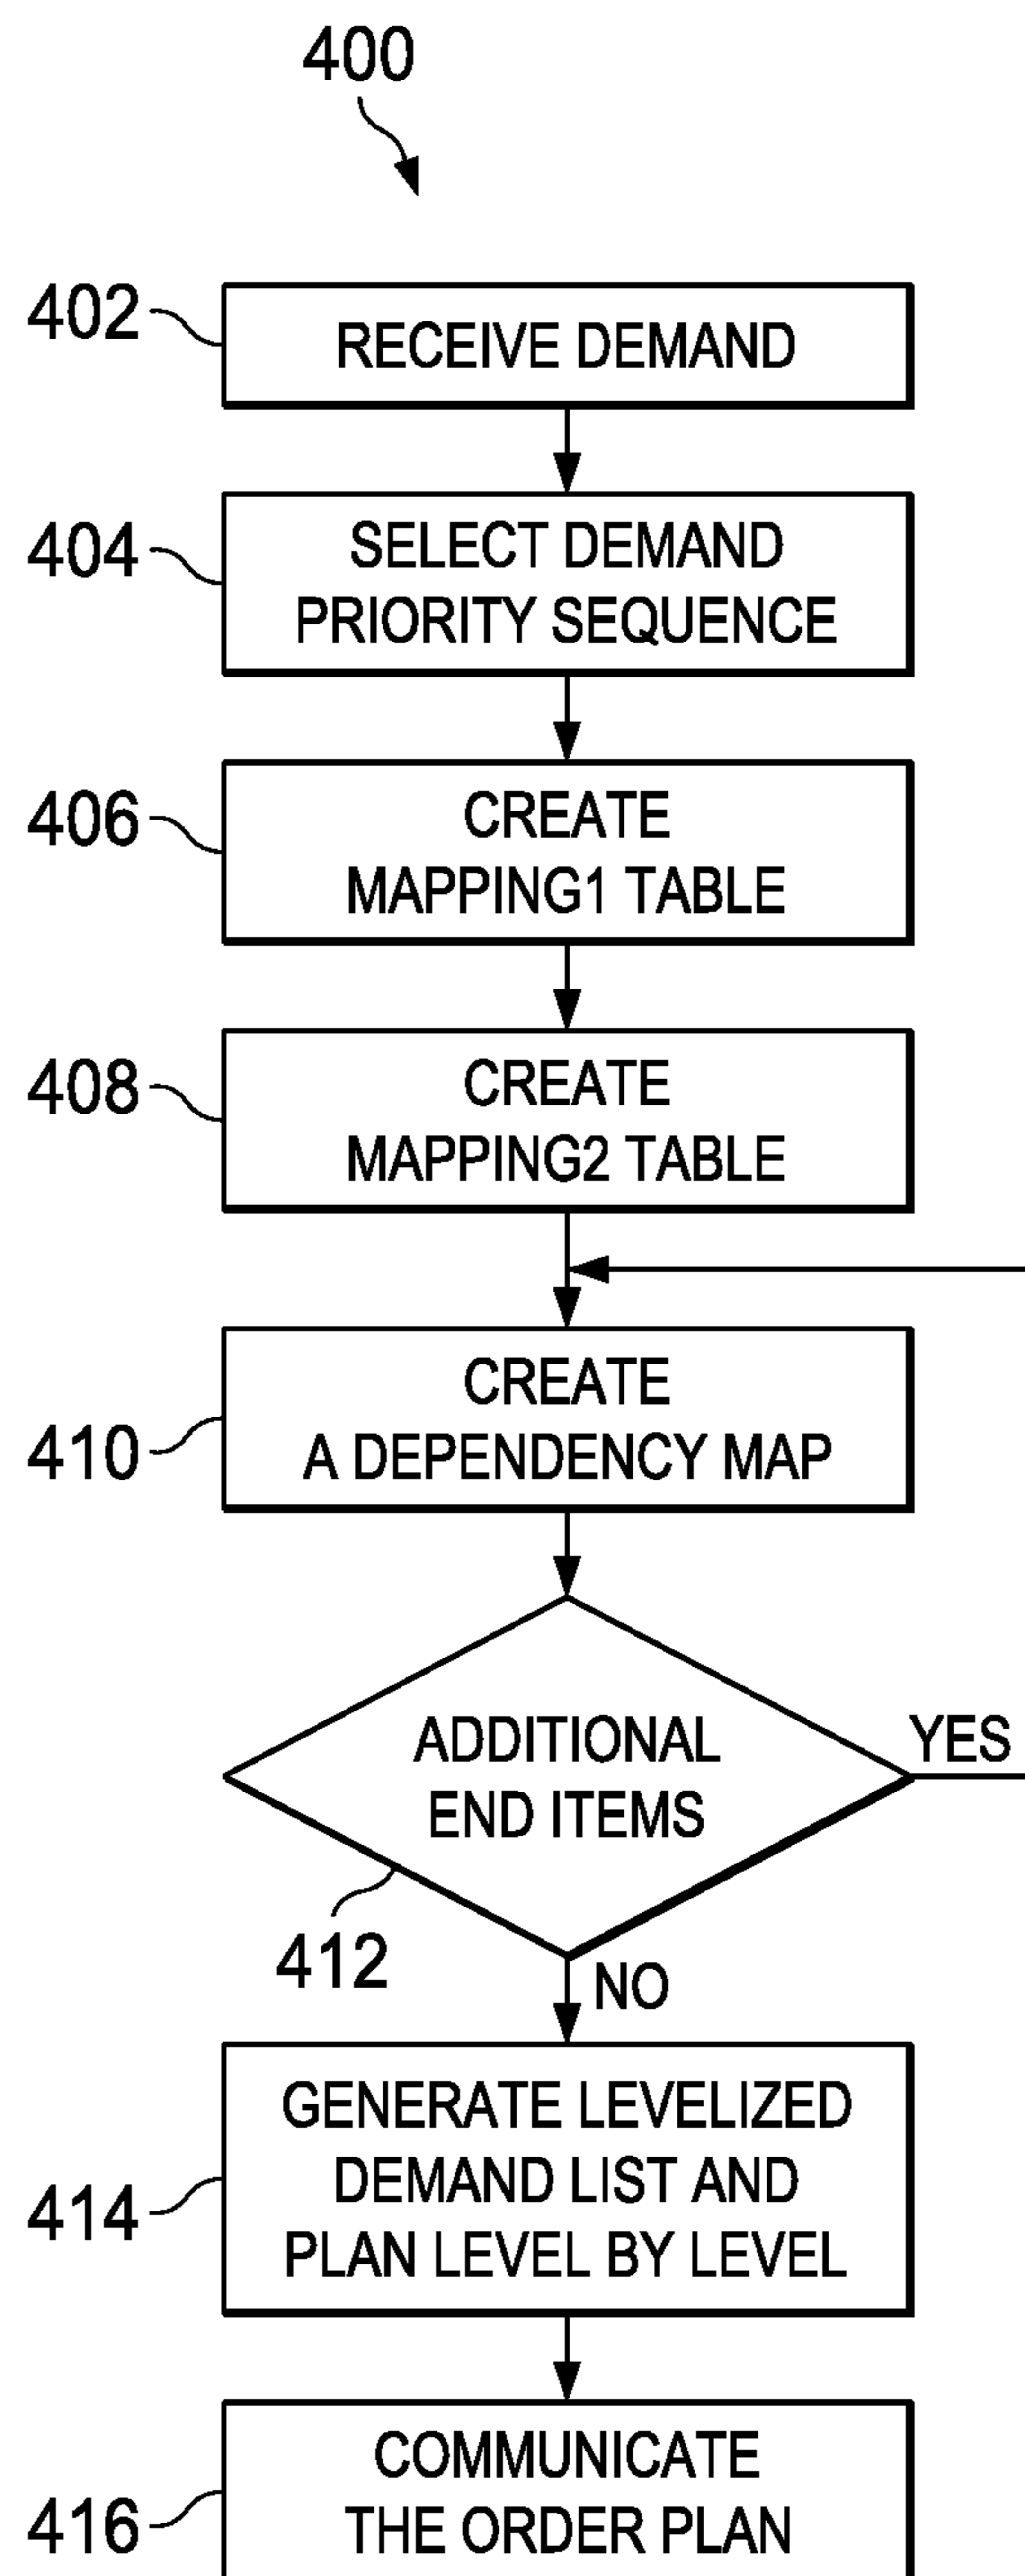 400
402
RECEIVE DEMAND
404
SELECT DEMAND
PRIORITY SEQUENCE
406
CREATE
MAPPING1 TABLE
408
CREATE
MAPPING2 TABLE
410
CREATE
A DEPENDENCY MAP
ADDITIONAL
END ITEMS
YES
412
NO
414
GENERATE LEVELIZED
DEMAND LIST AND
PLAN LEVEL BY LEVEL
416
COMMUNICATE
THE ORDER PLAN